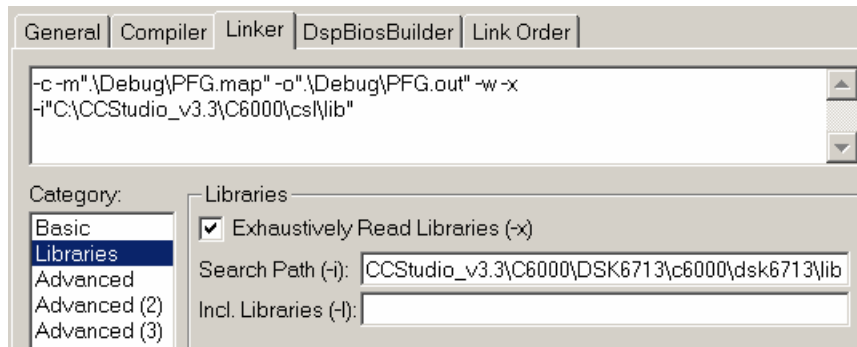 General Compiler Linker DspBiosBuilder Link Order
-c -m".\Debug\PFG.map" -o".\Debug\PFG.out" -w -x
-i"C:\CCStudio_v3.3\C6000\csl\lib"
Category:
Basic
Libraries
Advanced
Advanced (2)
Advanced (3)
Libraries
Exhaustively Read Libraries (-x)
Search Path (-i): CCStudio_v3.3\C6000\DSK6713\c6000\dsk6713\lib
Incl. Libraries (-l):